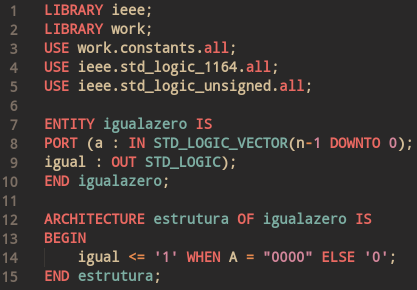 1 LIBRARY ieee;
2 LIBRARY work;
3 USE work.constants.all;
4 USE ieee.std_logic_1164.all;
5 USE ieee.std_logic_unsigned.all;
6
7 ENTITY igualazero IS
8 PORT (a : IN STD_LOGIC_VECTOR(n-1 DOWNTO 0);
9 igual : OUT STD_LOGIC);
10 END igualazero;
11
12 ARCHITECTURE estrutura OF igualazero IS
13 BEGIN
14     igual <= '1' WHEN A = "0000" ELSE '0';
15 END estrutura;